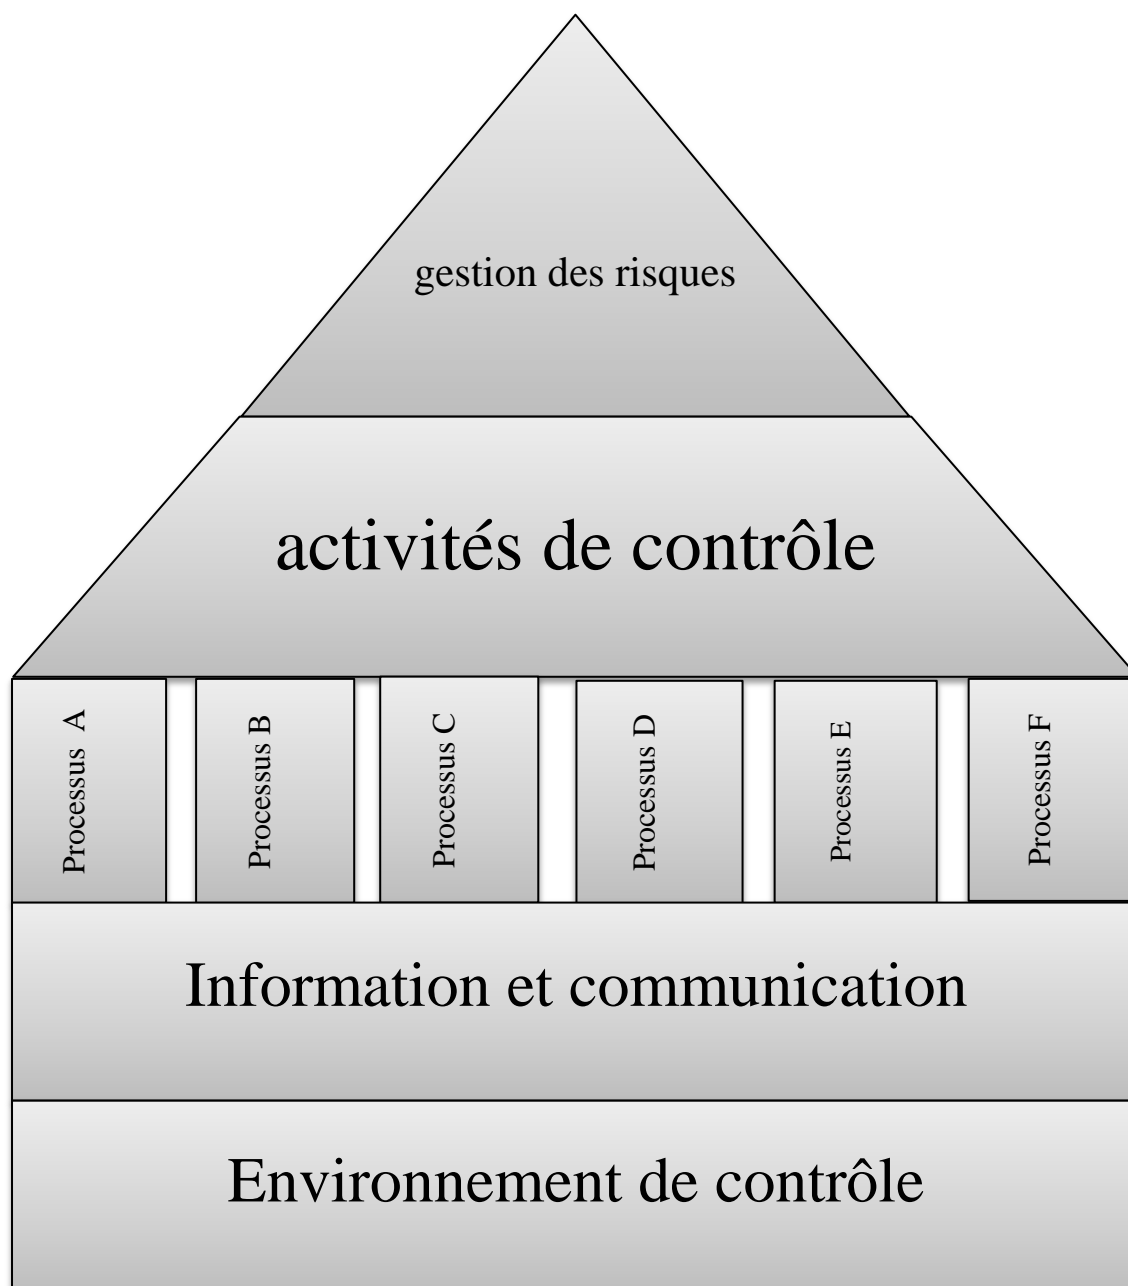 gestion des risques
activités de contrôle
Processus A
Processus B
Processus C
Processus D
Processus E
Processus F
Information et communication
Environnement de contrôle